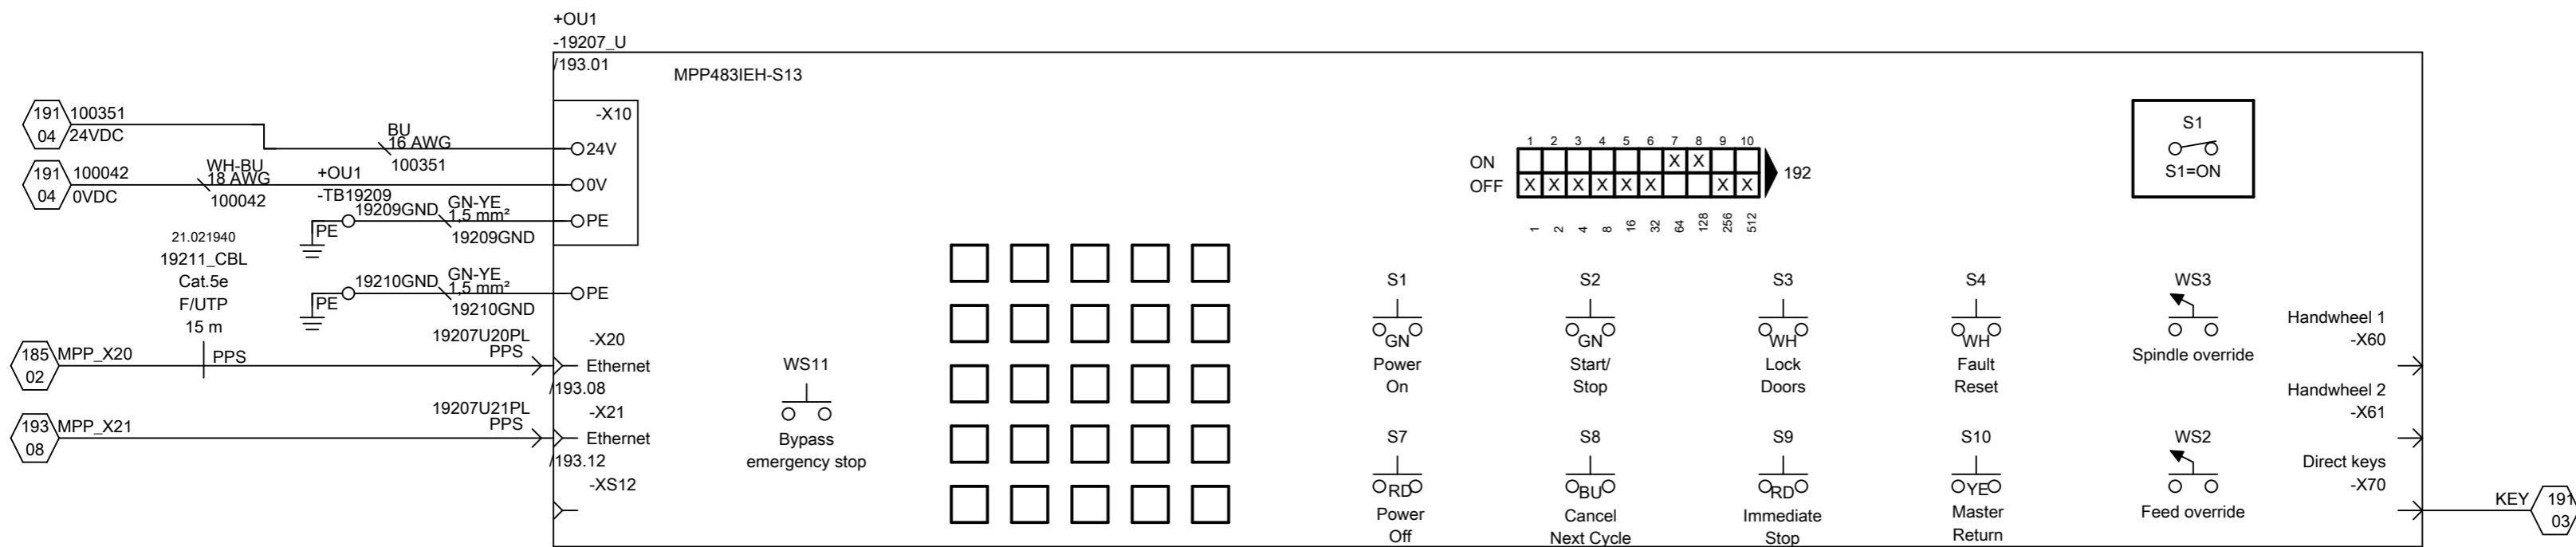 +OU1
-19207_U
/193.01
MPP483IEH-S13
191
04
100351
24VDC
BU
16 AWG
100351
-X10
24V
191
04
100042
0VDC
WH-BU
18 AWG
100042
+OU1
-TB19209
0V
19209GND
GN-YE
1,5 mm²
19209GND
PE
PE
21.021940
19211_CBL
Cat.5e
F/UTP
15 m
19210GND
GN-YE
1,5 mm²
19210GND
PE
PE
185
02
MPP_X20
PPS
19207U20PL
PPS
-X20
Ethernet
/193.08
193
08
MPP_X21
19207U21PL
PPS
-X21
Ethernet
/193.12
-XS12
WS11
Bypass
emergency stop
1 2 3 4 5 6 7 8 9 10
ON X X
OFF X X X X X X X X
192
1 2 4 8 16 32 64 128 256 512
S1
S1=ON
S1
GN
Power
On
S2
GN
Start/
Stop
S3
WH
Lock
Doors
S4
WH
Fault
Reset
WS3
Spindle override
Handwheel 1
-X60
Handwheel 2
-X61
S7
RD
Power
Off
S8
BU
Cancel
Next Cycle
S9
RD
Immediate
Stop
S10
YE
Master
Return
WS2
Feed override
Direct keys
-X70
KEY
191
03